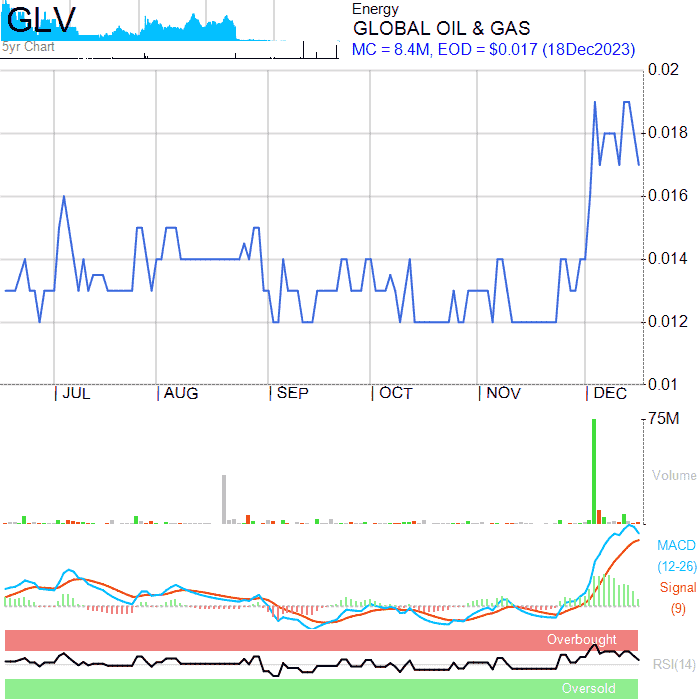 GLV
5yr Chart
Energy
GLOBAL OIL & GAS
MC = 8.4M, EOD = $0.017 (18Dec2023)
0.02
0.018
0.016
0.014
0.012
0.01
JUL AUG SEP OCT NOV DEC
75M
Volume
MACD
(12-26)
Signal
(9)
Overbought
RSI(14)
Oversold